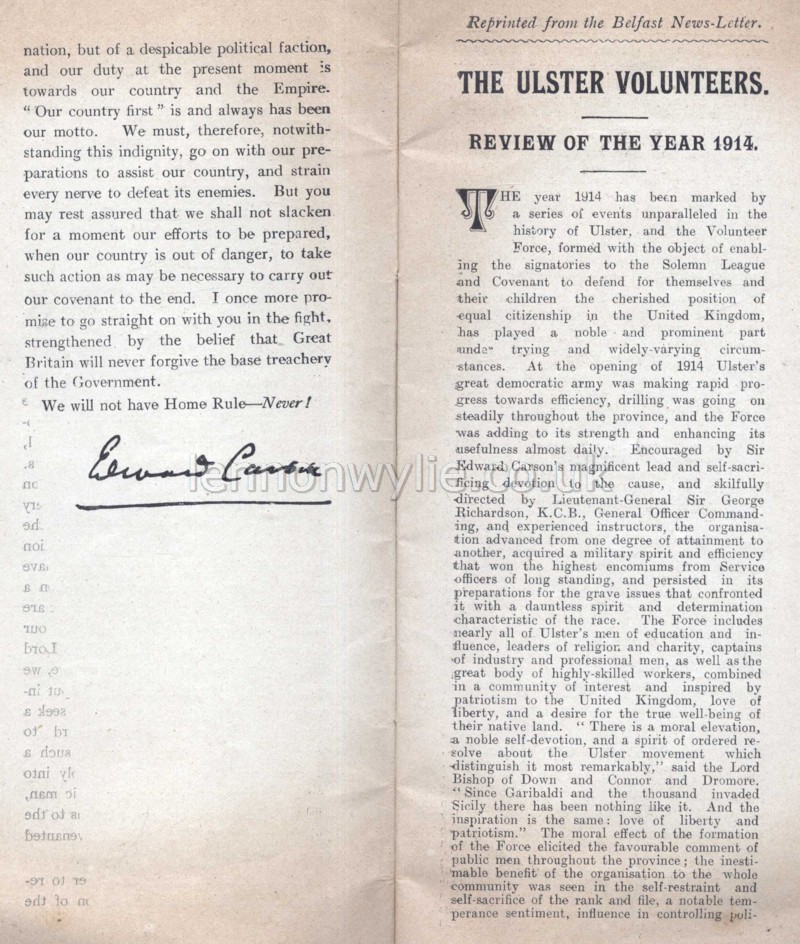 nation, but of a despicable political faction,
and our duty at the present moment is
towards our country and the Empire.
“Our country first” is and always has been
our motto. We must, therefore, notwith-
standing this indignity, go on with our pre-
parations to assist our country, and strain
every nerve to defeat its enemies. But you
may rest assured that we shall not slacken
for a moment our efforts to be prepared,
when our country is out of danger, to take
such action as may be necessary to carry out
our covenant to the end. I once more pro-
mise to go straight on with you in the fight,
strengthened by the belief that Great
Britain will never forgive the base treachery
of the Government.
We will not have Home Rule—Never!
Edward Carson
Reprinted from the Belfast News-Letter.
THE ULSTER VOLUNTEERS.
REVIEW OF THE YEAR 1914.
THE year 1914 has been marked by
a series of events unparalleled in the
history of Ulster, and the Volunteer
Force, formed with the object of enabl-
ing the signatories to the Solemn League
and Covenant to defend for themselves and
their children the cherished position of
equal citizenship in the United Kingdom,
has played a noble and prominent part
under trying and widely-varying circum-
stances. At the opening of 1914 Ulster's
great democratic army was making rapid pro-
gress towards efficiency, drilling was going on
steadily throughout the province, and the Force
was adding to its strength and enhancing its
usefulness almost daily. Encouraged by Sir
Edward Carson's magnificent lead and self-sacri-
ficing devotion to the cause, and skilfully
directed by Lieutenant-General Sir George
Richardson, K.C.B., General Officer Command-
ing, and experienced instructors, the organisa-
tion advanced from one degree of attainment to
another, acquired a military spirit and efficiency
that won the highest encomiums from Service
officers of long standing, and persisted in its
preparations for the grave issues that confronted
it with a dauntless spirit and determination
characteristic of the race. The Force includes
nearly all of Ulster's men of education and in-
fluence, leaders of religion and charity, captains
of industry and professional men, as well as the
great body of highly-skilled workers, combined
in a community of interest and inspired by
patriotism to the United Kingdom, love of
liberty, and a desire for the true well-being of
their native land. “There is a moral elevation,
a noble self-devotion, and a spirit of ordered re-
solve about the Ulster movement which
distinguish it most remarkably,” said the Lord
Bishop of Down and Connor and Dromore.
“Since Garibaldi and the thousand invaded
Sicily there has been nothing like it. And the
inspiration is the same: love of liberty and
patriotism.” The moral effect of the formation
of the Force elicited the favourable comment of
public men throughout the province; the inesti-
mable benefit of the organisation to the whole
community was seen in the self-restraint and
self-sacrifice of the rank and file, a notable tem-
perance sentiment, influence in controlling poli-
lennonwylie.co.uk